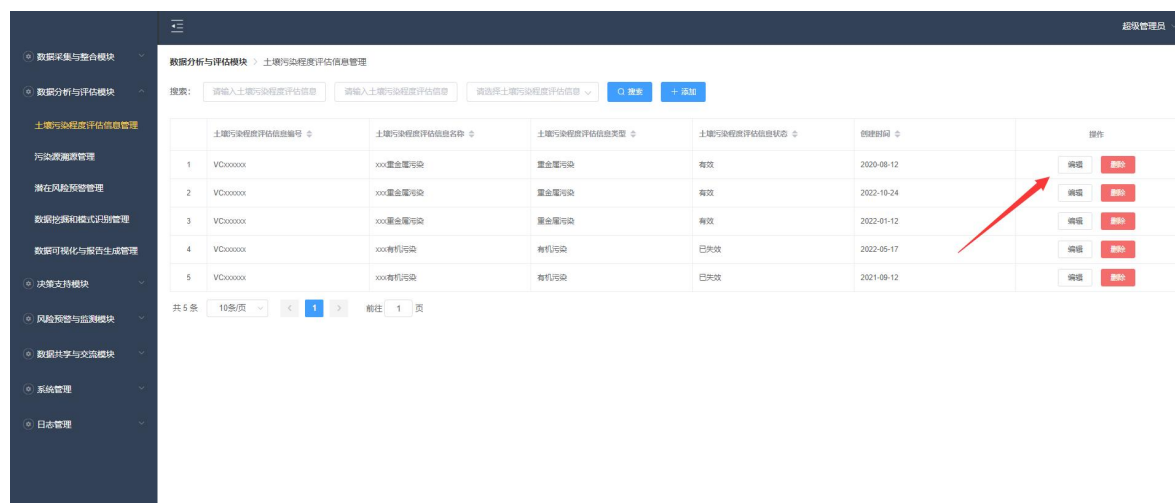 超级管理员
数据采集与整合模块
数据分析与评估模块
土壤污染程度评估信息管理
污染源溯源管理
潜在风险预警管理
数据挖掘和模式识别管理
数据可视化与报告生成管理
决策支持模块
风险预警与监测模块
数据共享与交流模块
系统管理
日志管理
数据分析与评估模块 > 土壤污染程度评估信息管理
搜索: 请输入土壤污染程度评估信息 请输入土壤污染程度评估信息 请选择土壤污染程度评估信息 搜索 + 添加
土壤污染程度评估信息编号 土壤污染程度评估信息名称 土壤污染程度评估信息类型 土壤污染程度评估信息状态 创建时间 操作
1 VCxxxxxx xxx重金属污染 重金属污染 有效 2020-08-12 编辑 删除
2 VCxxxxxx xxx重金属污染 重金属污染 有效 2022-10-24 编辑 删除
3 VCxxxxxx xxx重金属污染 重金属污染 有效 2022-01-12 编辑 删除
4 VCxxxxxx xxx有机污染 有机污染 已失效 2022-05-17 编辑 删除
5 VCxxxxxx xxx有机污染 有机污染 已失效 2021-09-12 编辑 删除
共 5 条 10条/页 < 1 > 前往 1 页